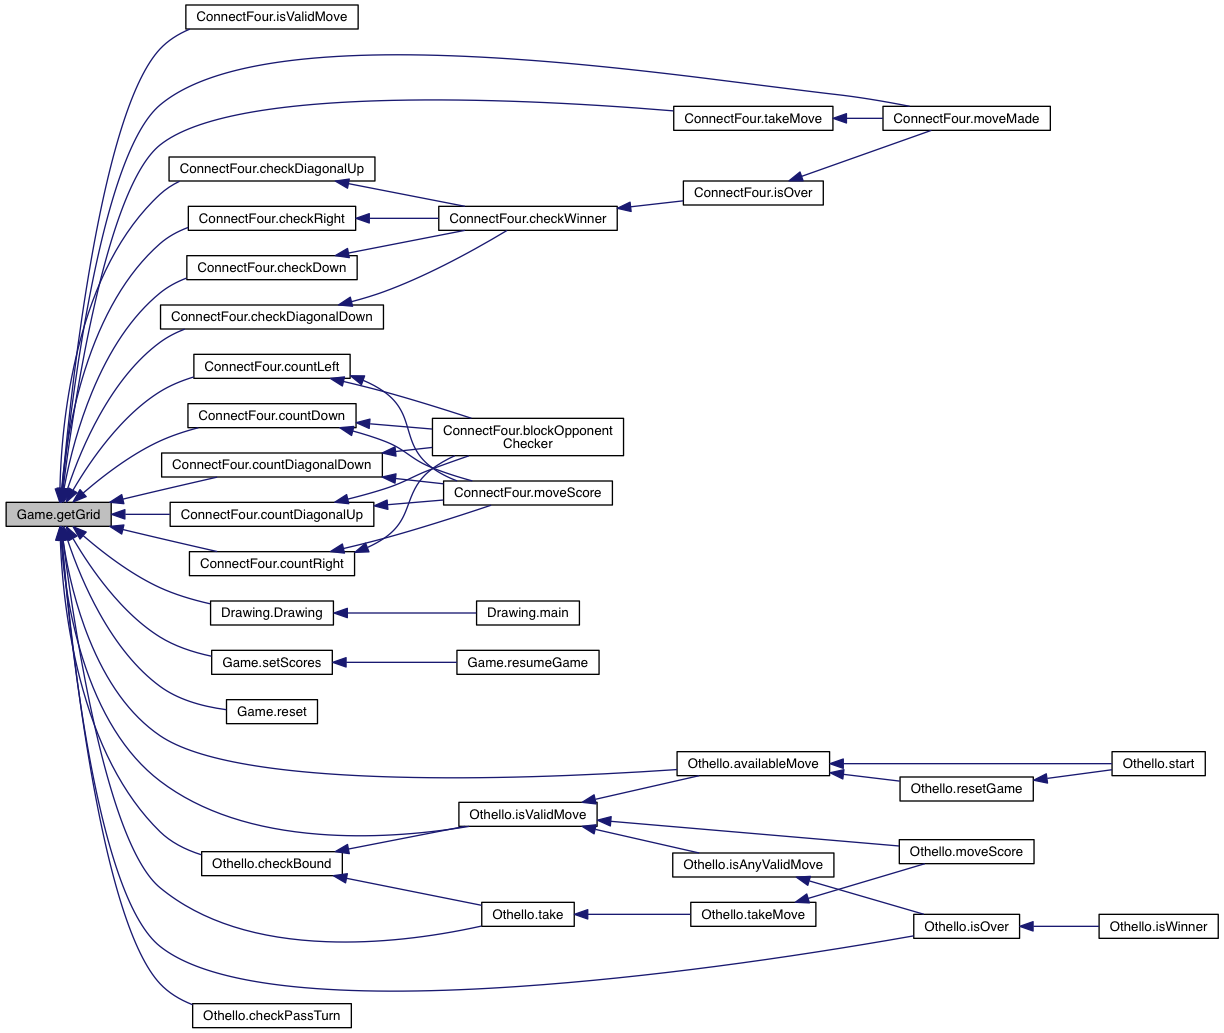 ConnectFour.isValidMove
ConnectFour.takeMove
ConnectFour.moveMade
ConnectFour.checkDiagonalUp
ConnectFour.isOver
ConnectFour.checkRight
ConnectFour.checkWinner
ConnectFour.checkDown
ConnectFour.checkDiagonalDown
ConnectFour.countLeft
ConnectFour.countDown
ConnectFour.blockOpponent
Checker
ConnectFour.countDiagonalDown
ConnectFour.moveScore
Game.getGrid
ConnectFour.countDiagonalUp
ConnectFour.countRight
Drawing.Drawing
Drawing.main
Game.setScores
Game.resumeGame
Game.reset
Othello.availableMove
Othello.start
Othello.resetGame
Othello.isValidMove
Othello.moveScore
Othello.checkBound
Othello.isAnyValidMove
Othello.take
Othello.takeMove
Othello.isOver
Othello.isWinner
Othello.checkPassTurn